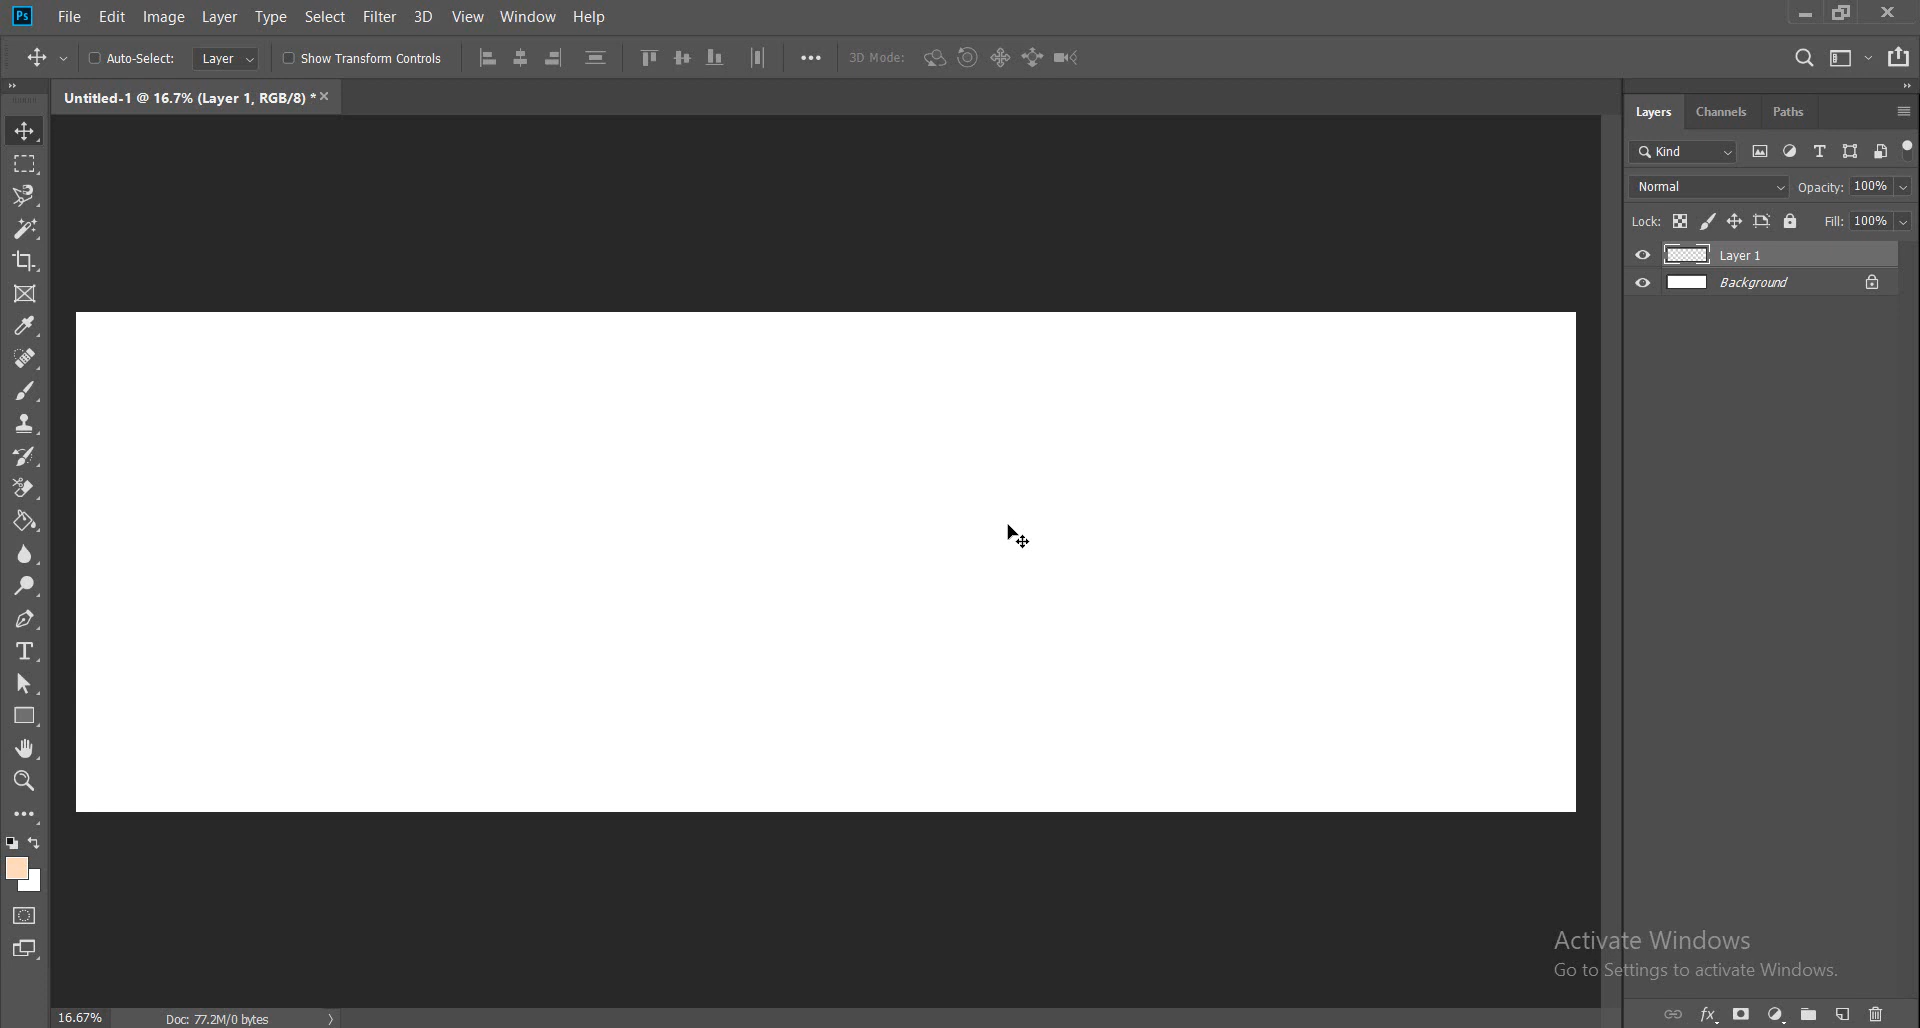 Ps File Edit Image Layer Type Select Filter 3D View Window Help
Auto-Select: Layer Show Transform Controls 3D Mode:
Untitled-1 @ 16.7% (Layer 1, RGB/8) *
Layers Channels Paths
Kind
Normal Opacity: 100%
Lock: Fill: 100%
Layer 1
Background
Activate Windows
Go to Settings to activate Windows.
16.67% Doc: 77.2M/0 bytes
fx